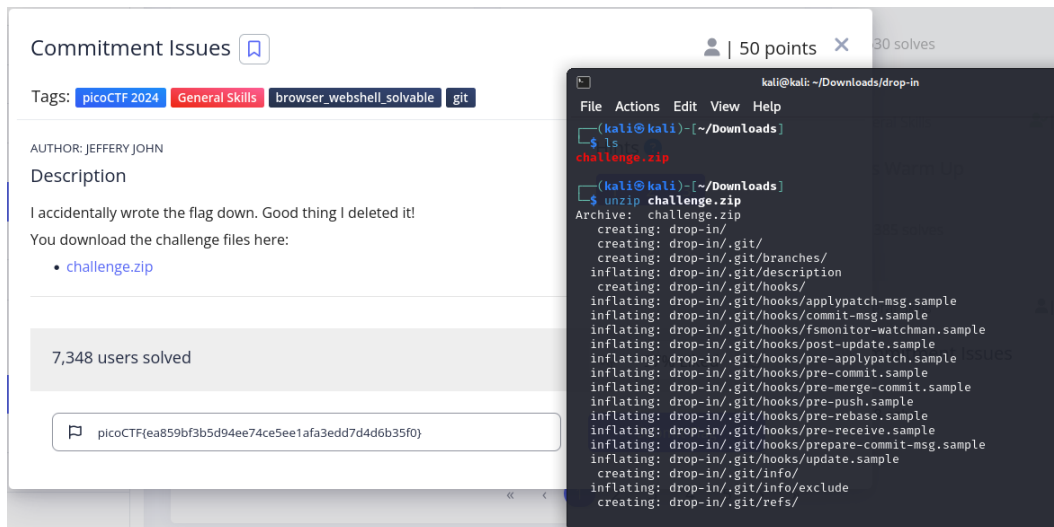 Commitment Issues
| 50 points
30 solves
Tags: picoCTF 2024 General Skills browser_webshell_solvable git
AUTHOR: JEFFERY JOHN
Description
I accidentally wrote the flag down. Good thing I deleted it!
You download the challenge files here:
• challenge.zip
7,348 users solved
picoCTF{ea859bf3b5d94ee74ce5ee1afa3edd7d4d6b35f0}
« ‹
kali@kali: ~/Downloads/drop-in
File Actions Edit View Help
┌──(kali㉿kali)-[~/Downloads]
└─$ ls
challenge.zip
┌──(kali㉿kali)-[~/Downloads]
└─$ unzip challenge.zip
Archive:  challenge.zip
creating: drop-in/
creating: drop-in/.git/
creating: drop-in/.git/branches/
inflating: drop-in/.git/description
creating: drop-in/.git/hooks/
inflating: drop-in/.git/hooks/applypatch-msg.sample
inflating: drop-in/.git/hooks/commit-msg.sample
inflating: drop-in/.git/hooks/fsmonitor-watchman.sample
inflating: drop-in/.git/hooks/post-update.sample
inflating: drop-in/.git/hooks/pre-applypatch.sample
inflating: drop-in/.git/hooks/pre-commit.sample
inflating: drop-in/.git/hooks/pre-merge-commit.sample
inflating: drop-in/.git/hooks/pre-push.sample
inflating: drop-in/.git/hooks/pre-rebase.sample
inflating: drop-in/.git/hooks/pre-receive.sample
inflating: drop-in/.git/hooks/prepare-commit-msg.sample
inflating: drop-in/.git/hooks/update.sample
creating: drop-in/.git/info/
inflating: drop-in/.git/info/exclude
creating: drop-in/.git/refs/